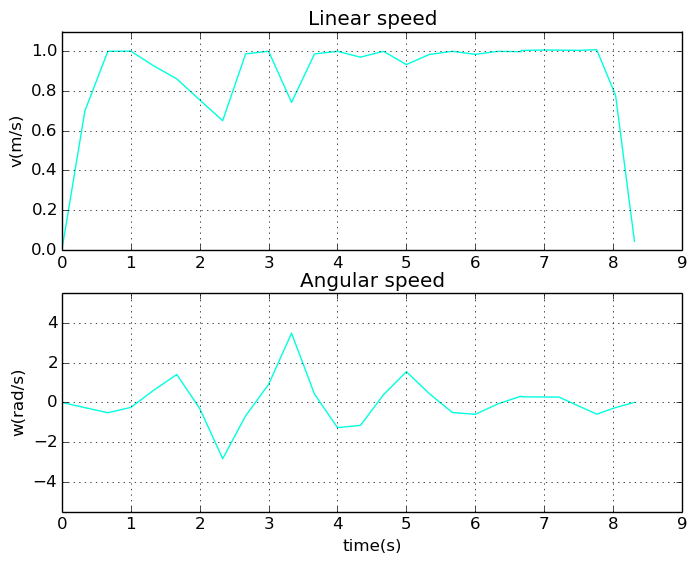 Linear speed
v(m/s)
1.0
0.8
0.6
0.4
0.2
0.0
0 1 2 3 4 5 6 7 8 9
Angular speed
w(rad/s)
4
2
0
−2
−4
0 1 2 3 4 5 6 7 8 9
time(s)